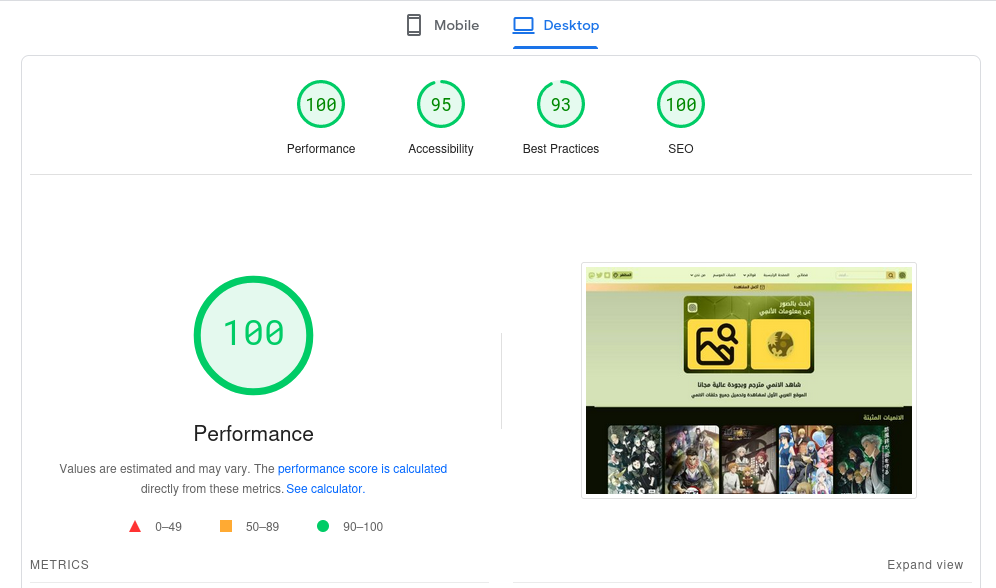 Mobile
Desktop
100
95
93
100
Performance
Accessibility
Best Practices
SEO
100
Performance
Values are estimated and may vary. The performance score is calculated
directly from these metrics. See calculator.
0–49
50–89
90–100
ابحث بالصور
عن معلومات الأنمي
شاهد الانمي مترجم وبجودة عالية مجانا
الموقع العربي الأول لمشاهدة وتحميل جميع حلقات الانمي
الانميات المثبتة
METRICS
Expand view